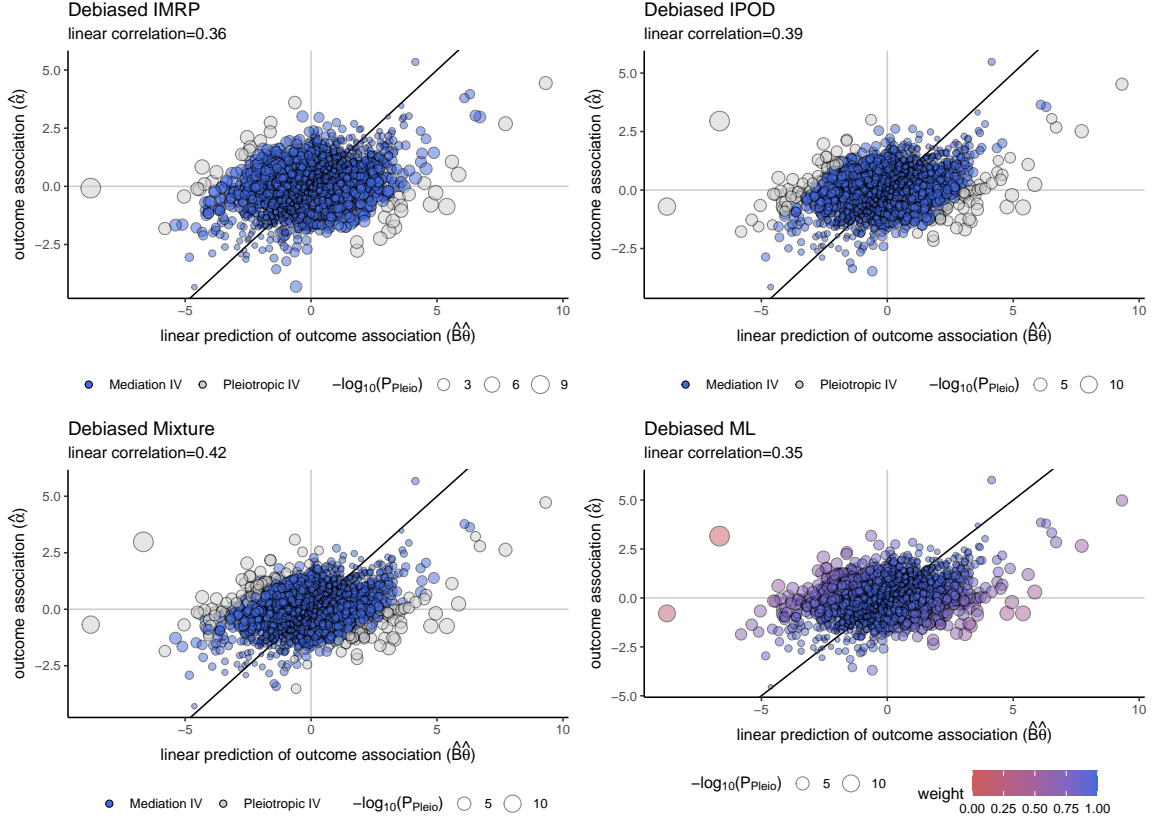 Debiased IMRP
linear correlation=0.36
outcome association (α̂)
5.0
2.5
0.0
−2.5
−5
0
5
10
linear prediction of outcome association (B̂θ̂)
Mediation IV
Pleiotropic IV
−log10(PPleio)
3
6
9
Debiased IPOD
linear correlation=0.39
outcome association (α̂)
5.0
2.5
0.0
−2.5
−5
0
5
10
linear prediction of outcome association (B̂θ̂)
Mediation IV
Pleiotropic IV
−log10(PPleio)
5
10
Debiased Mixture
linear correlation=0.42
outcome association (α̂)
5.0
2.5
0.0
−2.5
−5
0
5
10
linear prediction of outcome association (B̂θ̂)
Mediation IV
Pleiotropic IV
−log10(PPleio)
5
10
Debiased ML
linear correlation=0.35
outcome association (α̂)
5.0
2.5
0.0
−2.5
−5.0
−5
0
5
10
linear prediction of outcome association (B̂θ̂)
−log10(PPleio)
5
10
weight
0.00 0.25 0.50 0.75 1.00